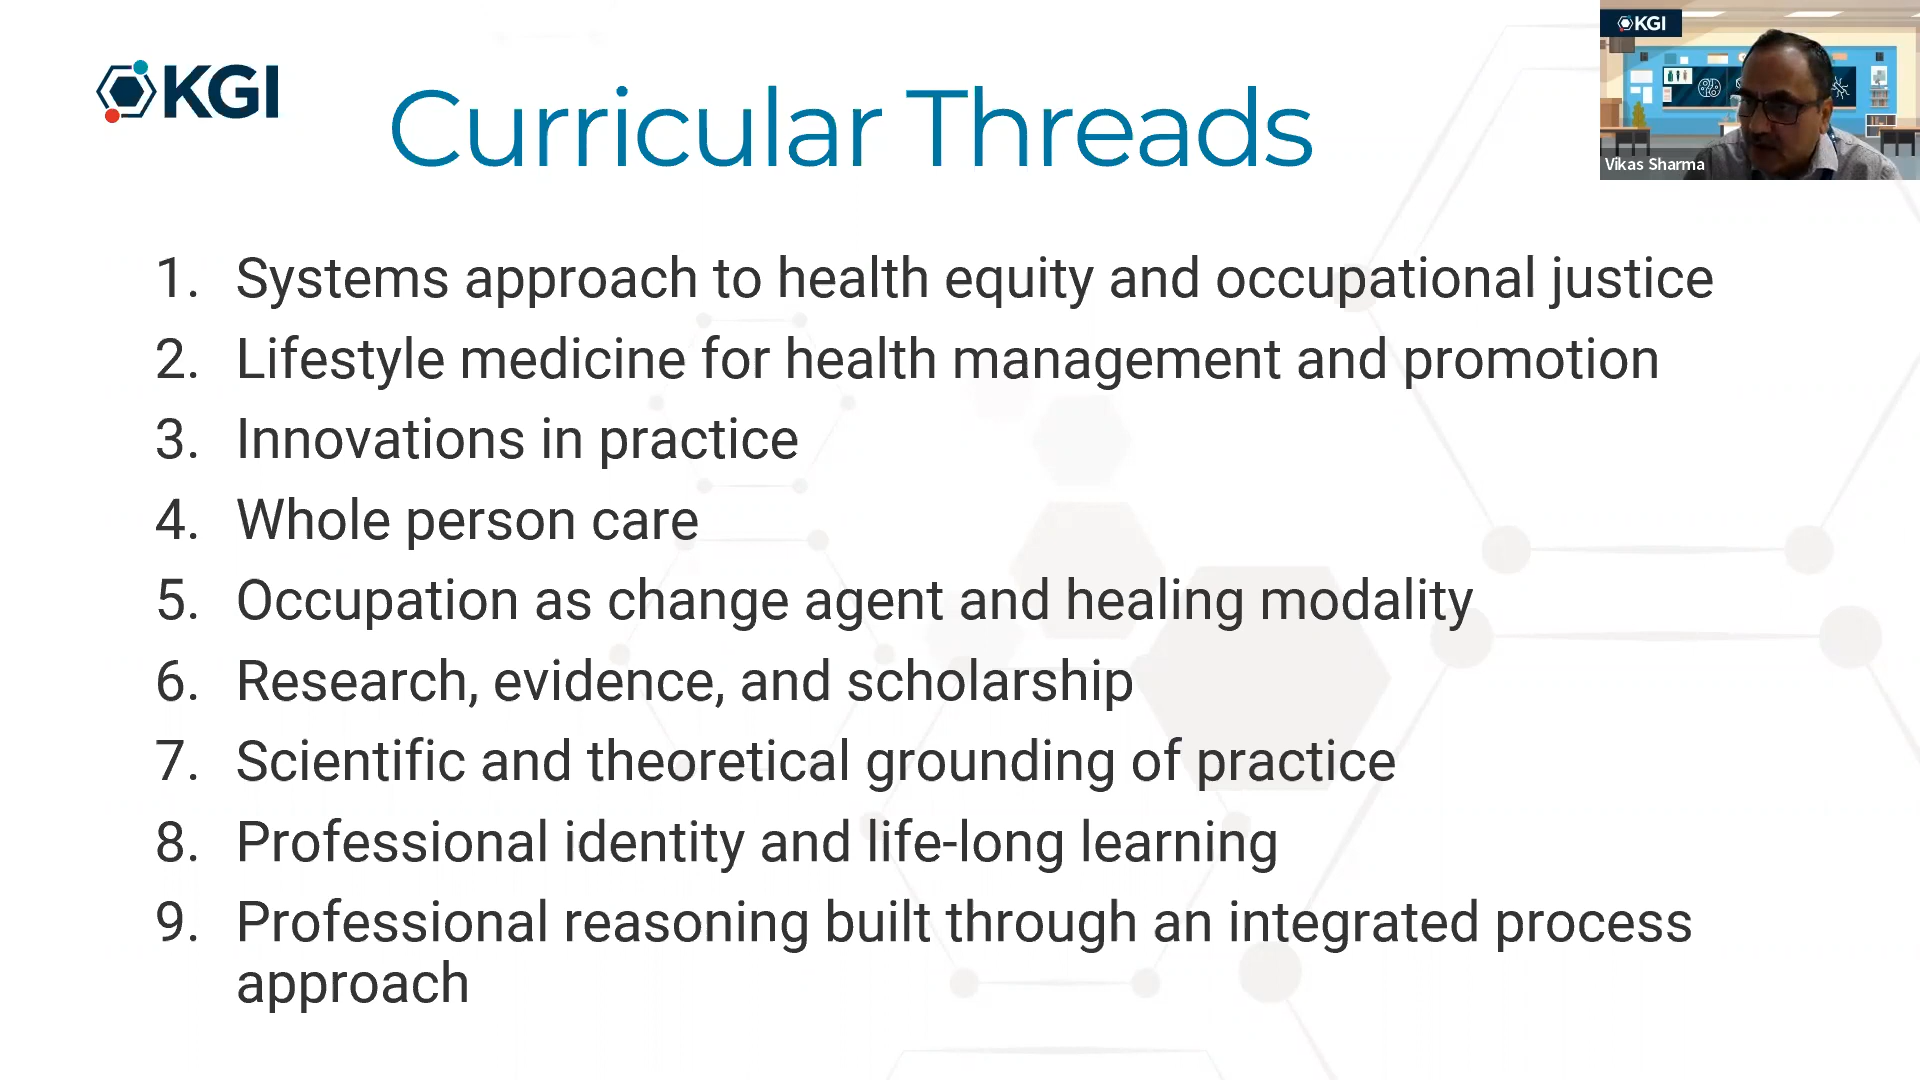 KGI
Curricular Threads
KGI
Vikas Sharma
1. Systems approach to health equity and occupational justice
2. Lifestyle medicine for health management and promotion
3. Innovations in practice
4. Whole person care
5. Occupation as change agent and healing modality
6. Research, evidence, and scholarship
7. Scientific and theoretical grounding of practice
8. Professional identity and life-long learning
9. Professional reasoning built through an integrated process
approach